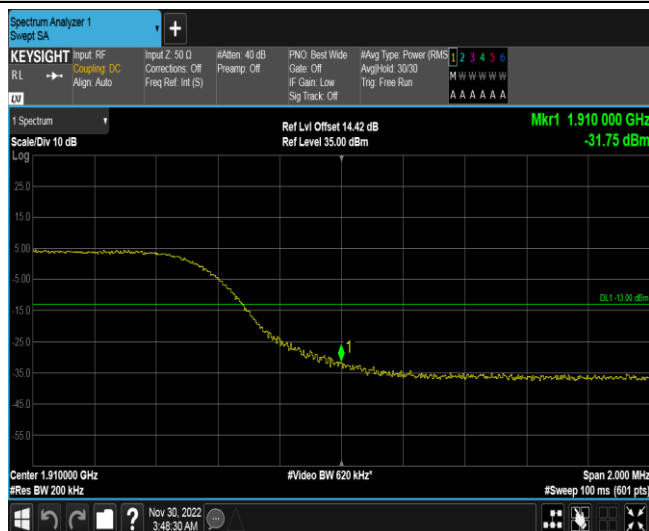 Spectrum Analyzer 1
Swept SA
+
KEYSIGHT
RL
Input: RF
Coupling: DC
Align: Auto
Input Z: 50 Ω
Corrections: Off
Freq Ref: Int (S)
#Atten: 40 dB
Preamp: Off
PNO: Best Wide
Gate: Off
IF Gain: Low
Sig Track: Off
#Avg Type: Power (RMS
Avg|Hold: 30/30
Trig: Free Run
1 2 3 4 5 6
M W W W W W
A A A A A A
LXI
1 Spectrum
Scale/Div 10 dB
Log
Ref Lvl Offset 14.42 dB
Ref Level 35.00 dBm
Mkr1 1.910 000 GHz
-31.75 dBm
25.0
15.0
5.00
-5.00
-15.0
-25.0
-35.0
-45.0
-55.0
DL1 -13.00 dBm
1
Center 1.910000 GHz
#Res BW 200 kHz
#Video BW 620 kHz*
Span 2.000 MHz
#Sweep 100 ms (601 pts)
?
Nov 30, 2022
3:48:30 AM